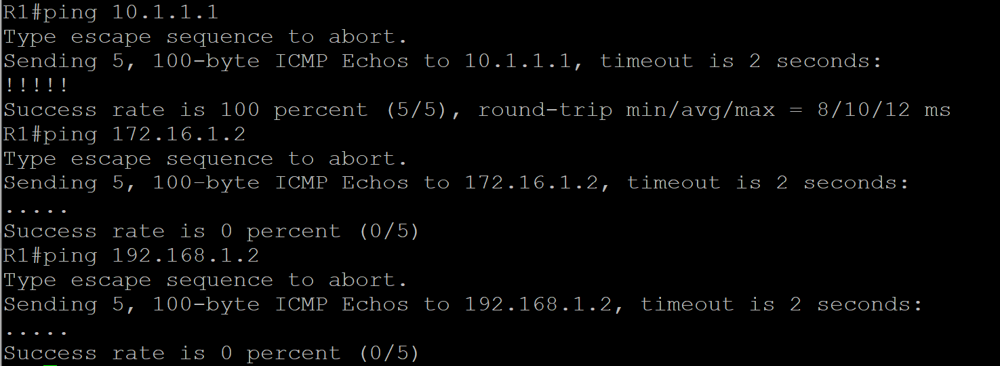 R1#ping 10.1.1.1
Type escape sequence to abort.
Sending 5, 100-byte ICMP Echos to 10.1.1.1, timeout is 2 seconds:
!!!!!
Success rate is 100 percent (5/5), round-trip min/avg/max = 8/10/12 ms
R1#ping 172.16.1.2
Type escape sequence to abort.
Sending 5, 100-byte ICMP Echos to 172.16.1.2, timeout is 2 seconds:
.....
Success rate is 0 percent (0/5)
R1#ping 192.168.1.2
Type escape sequence to abort.
Sending 5, 100-byte ICMP Echos to 192.168.1.2, timeout is 2 seconds:
.....
Success rate is 0 percent (0/5)